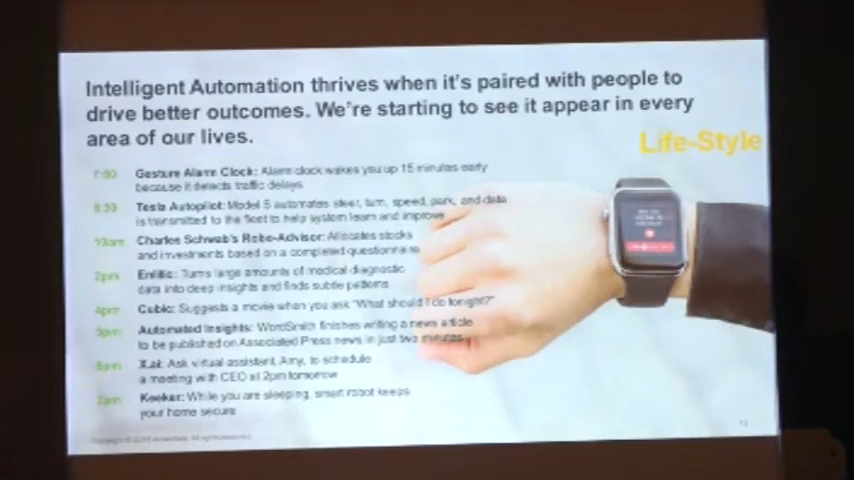 Intelligent Automation thrives when it's paired with people to
drive better outcomes. We're starting to see it appear in every
area of our lives.
Life-Style
Gesture Alarm Clock: Alarm clock wakes you up 15 minutes early
because it detects traffic delays
Tesla Autopilot: Model S automates steer, turn, speed, park, and data
is transmitted to the fleet to help system learn and improve
10am Charles Schwab's Robo-Advisor: Allocates stocks
and investments based on a completed questionnaire
2pm Enlitic: Turns large amounts of medical diagnostic
data into deep insights and finds subtle patterns
4pm Cubic: Suggests a movie when you ask "What should I do tonight?"
Automated Insights: WordSmith finishes writing a news article
to be published on Associated Press news in just two minutes
8pm X.ai: Ask virtual assistant, Amy, to schedule
a meeting with CEO at 2pm tomorrow
2am Keecker: While you are sleeping, smart robot keeps
your home secure